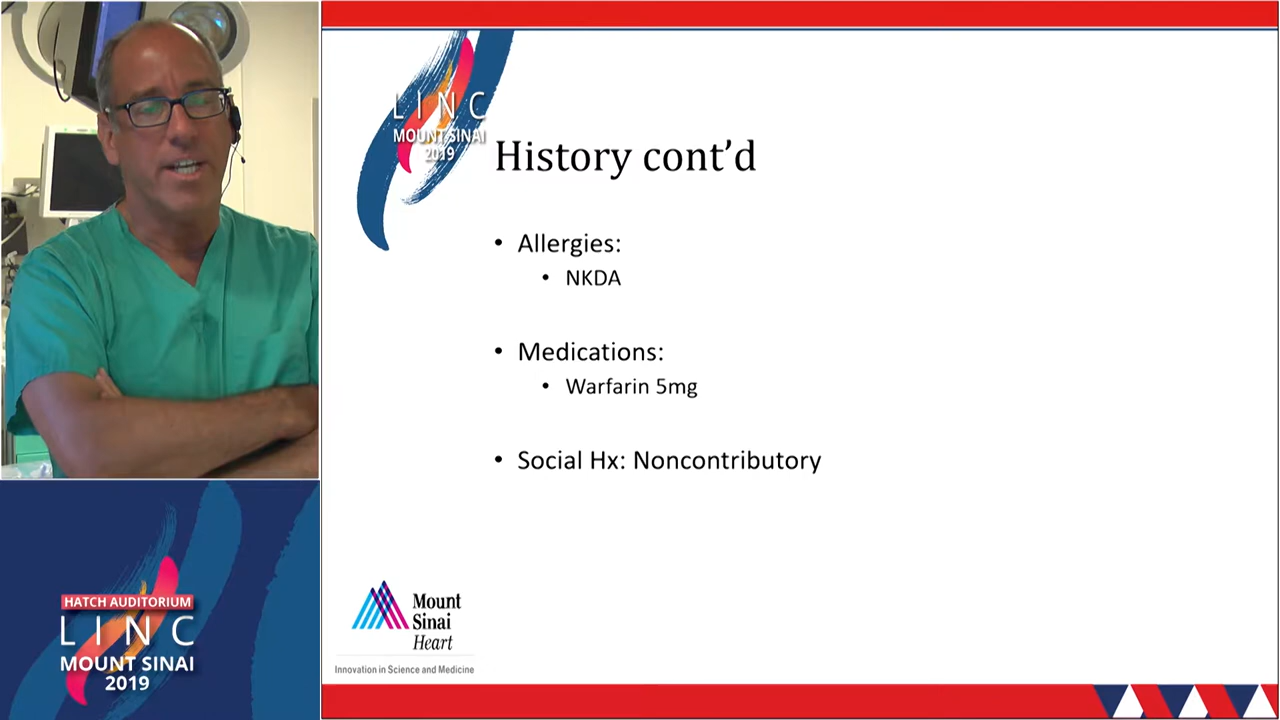 LINC
MOUNT SINAI
2019
History cont’d
• Allergies:
• NKDA
• Medications:
• Warfarin 5mg
• Social Hx: Noncontributory
Mount
Sinai
Heart
Innovation in Science and Medicine
HATCH AUDITORIUM
LINC
MOUNT SINAI
2019